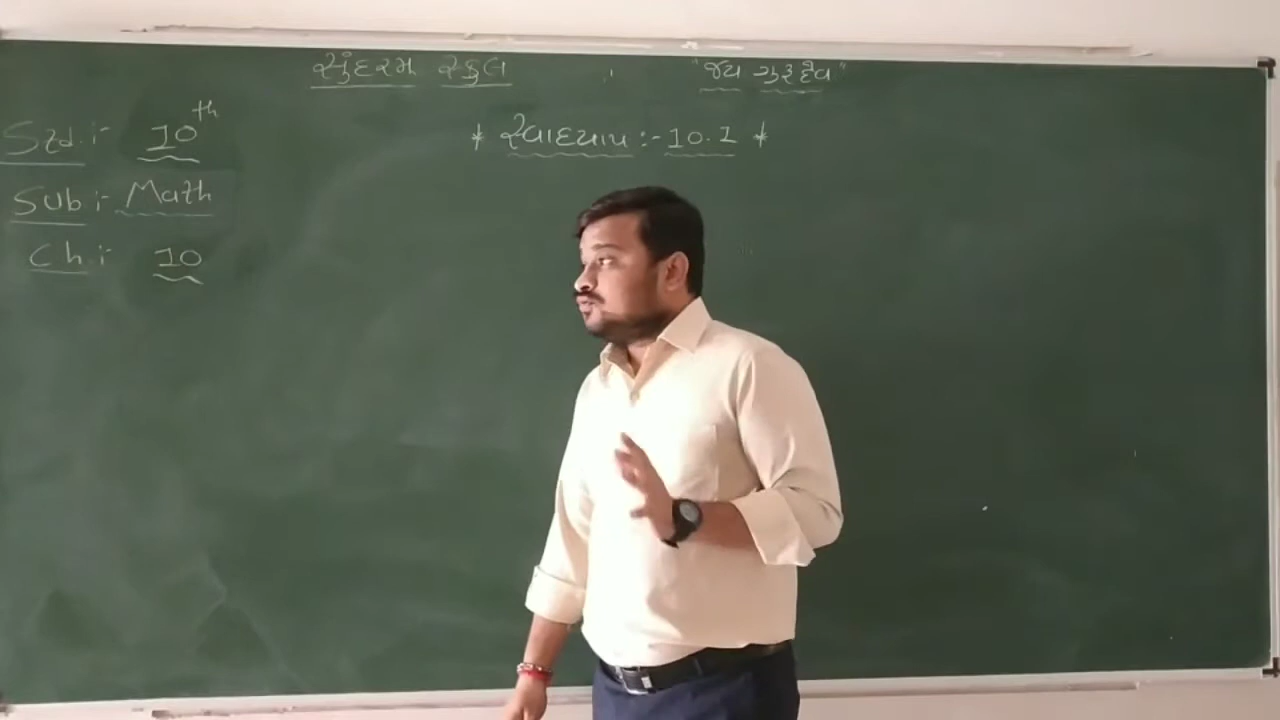 સુંદરમ સ્કુલ "જય ગુરૂદેવ"
Std :- 10th
* સ્વાધ્યાય :- 10.1 *
Sub :- Math
Ch :- 10